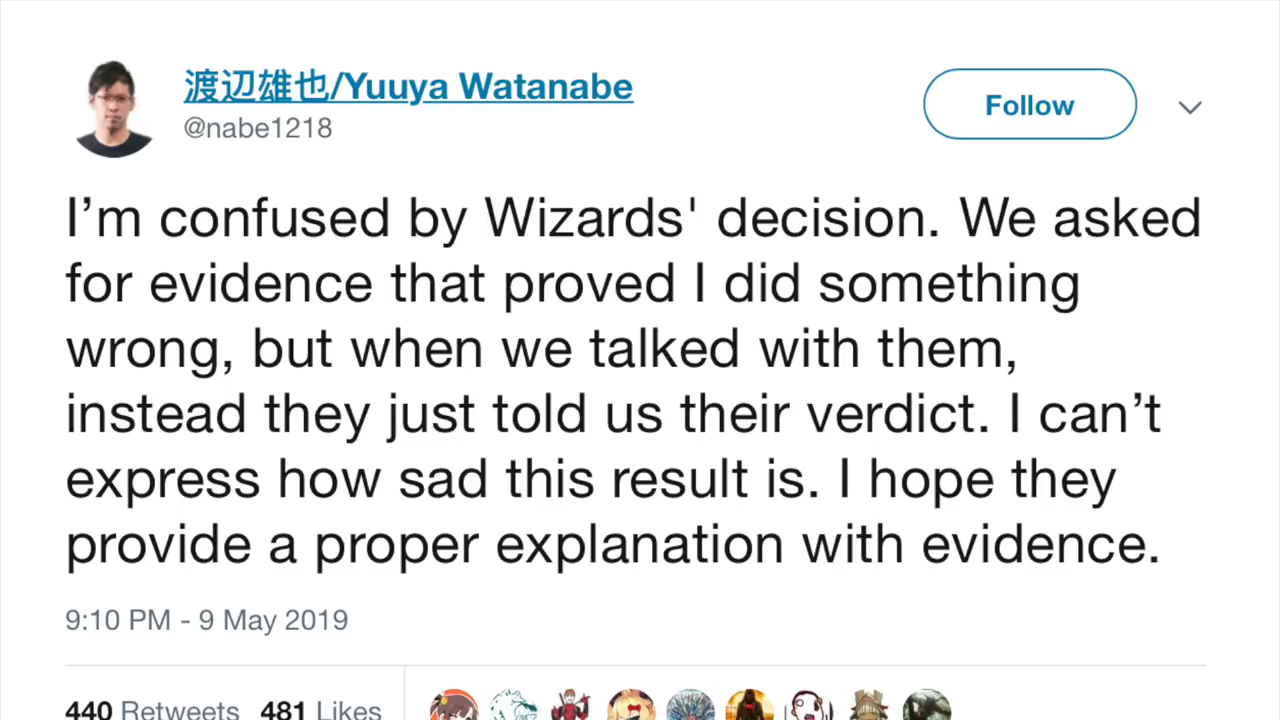 渡辺雄也/Yuuya Watanabe
@nabe1218
Follow
I’m confused by Wizards' decision. We asked
for evidence that proved I did something
wrong, but when we talked with them,
instead they just told us their verdict. I can’t
express how sad this result is. I hope they
provide a proper explanation with evidence.
9:10 PM - 9 May 2019
440 Retweets 481 Likes